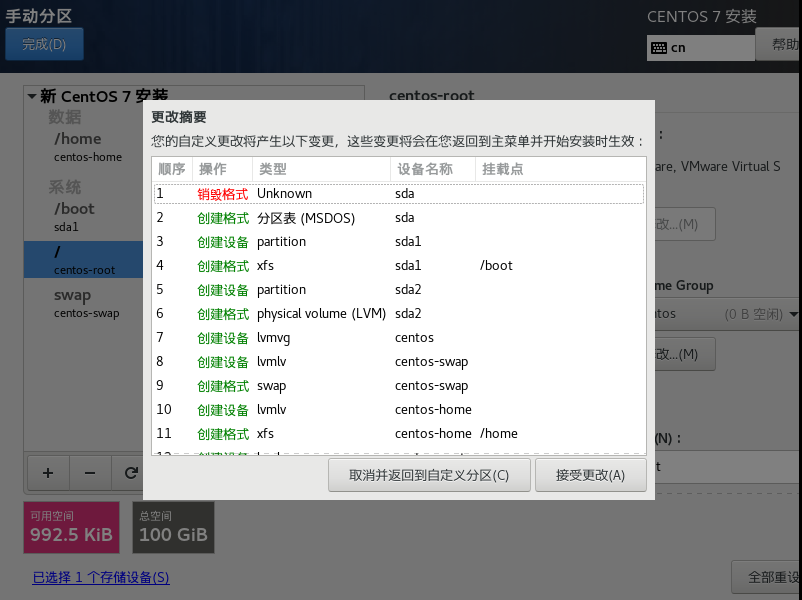 手动分区
CENTOS 7 安装
完成(D)
cn
帮助
新 CentOS 7 安装
centos-root
数据
/home
centos-home
系统
/boot
sda1
/
centos-root
swap
centos-swap
更改摘要
您的自定义更改将产生以下变更，这些变更将会在您返回到主菜单并开始安装时生效：
顺序 操作 类型 设备名称 挂载点
1 销毁格式 Unknown sda
2 创建格式 分区表 (MSDOS) sda
3 创建设备 partition sda1
4 创建格式 xfs sda1 /boot
5 创建设备 partition sda2
6 创建格式 physical volume (LVM) sda2
7 创建设备 lvmvg centos
8 创建设备 lvmlv centos-swap
9 创建格式 swap centos-swap
10 创建设备 lvmlv centos-home
11 创建格式 xfs centos-home /home
取消并返回到自定义分区(C)
接受更改(A)
：
are, VMware Virtual S
改...(M)
me Group
tos (0 B 空闲)
改...(M)
(N)：
t
+ −
可用空间
992.5 KiB
总空间
100 GiB
已选择 1 个存储设备(S)
全部重设